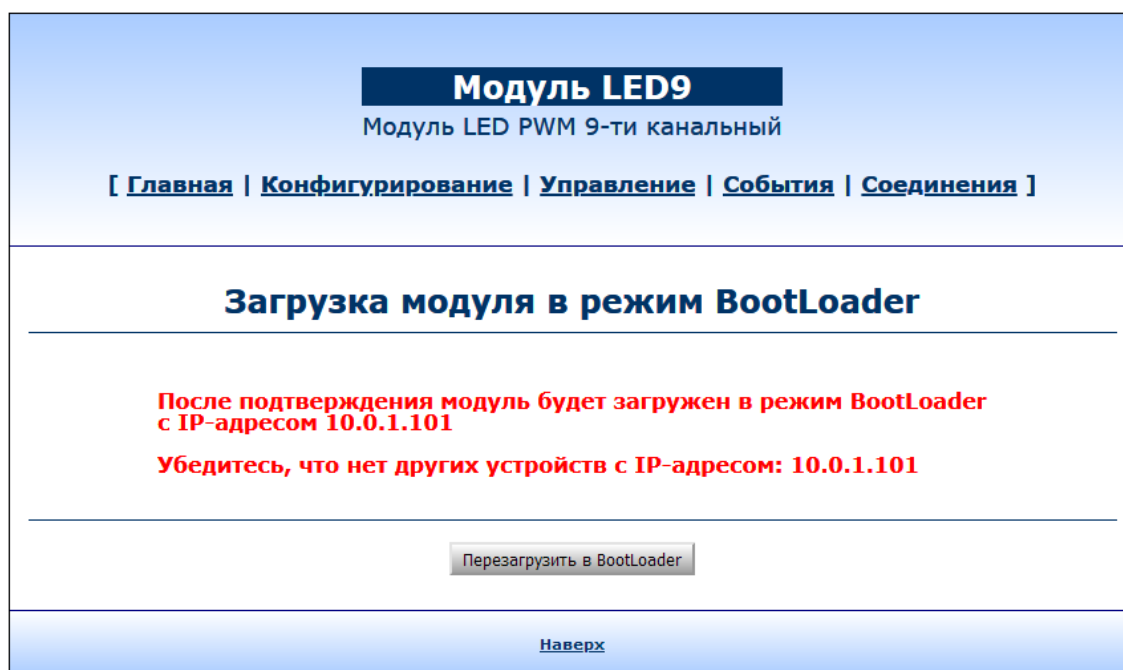 Модуль LED9
Модуль LED PWM 9-ти канальный
[ Главная | Конфигурирование | Управление | События | Соединения ]
Загрузка модуля в режим BootLoader
После подтверждения модуль будет загружен в режим BootLoader
с IP-адресом 10.0.1.101
Убедитесь, что нет других устройств с IP-адресом: 10.0.1.101
Перезагрузить в BootLoader
Наверх